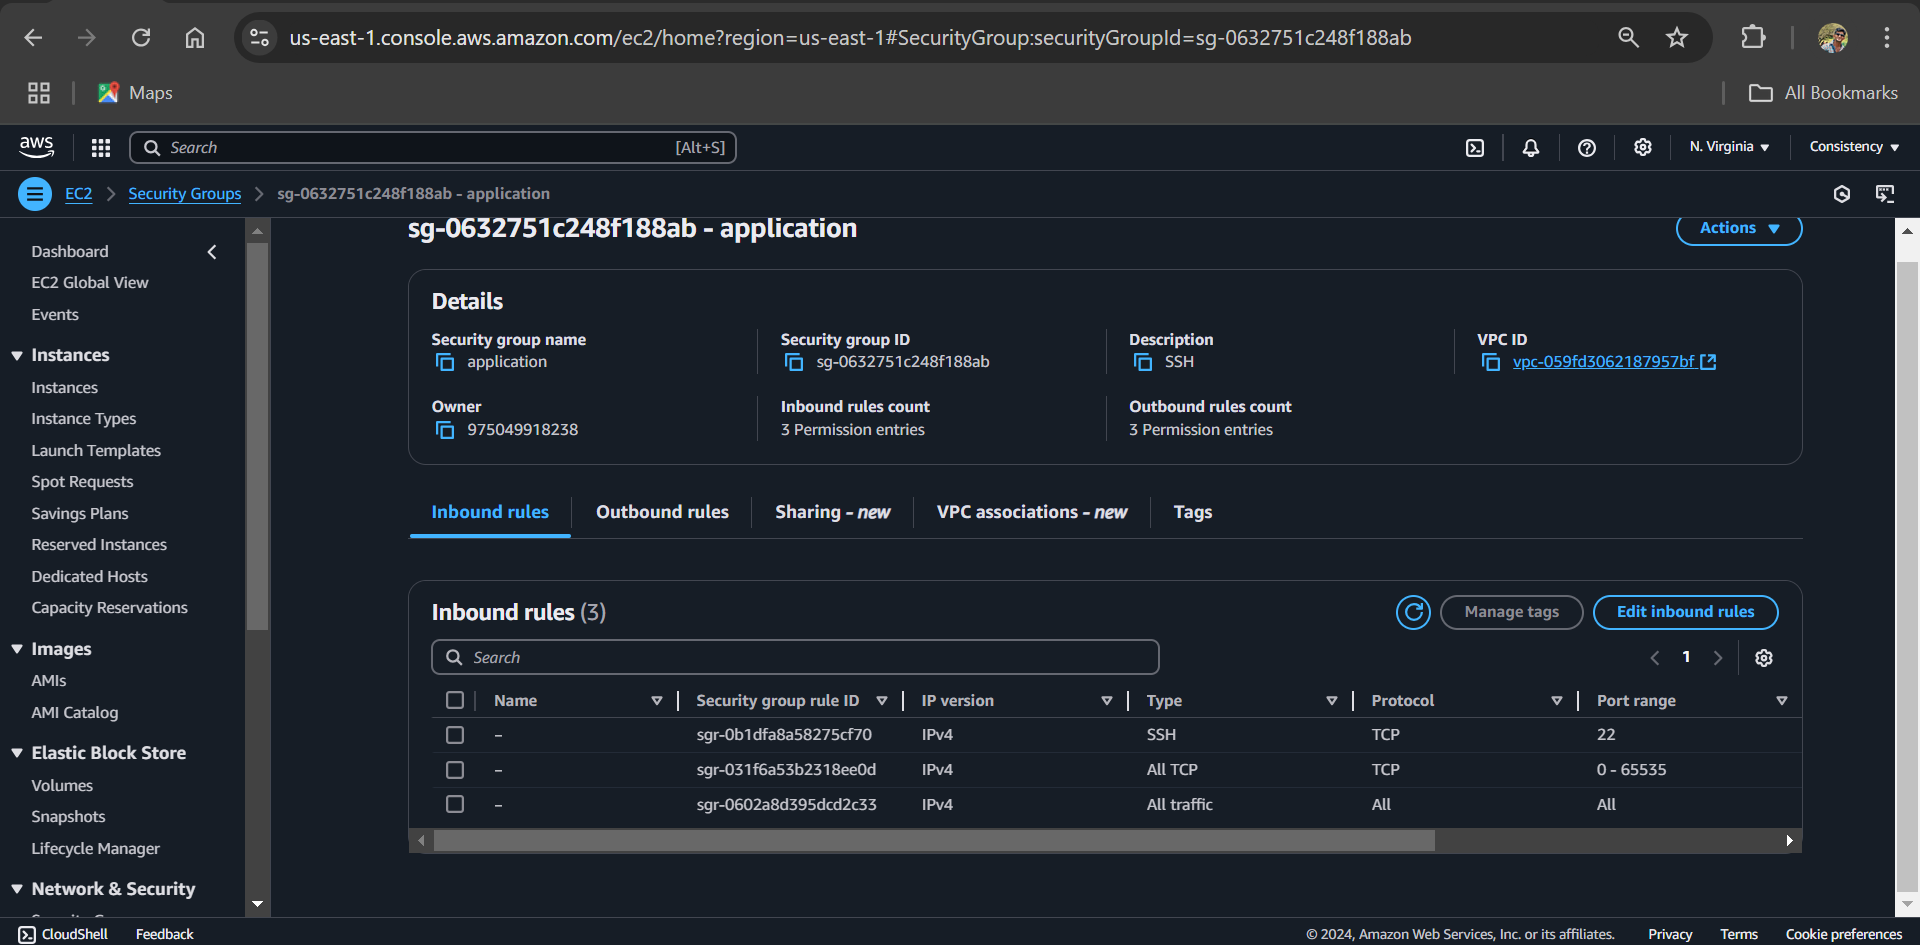 us-east-1.console.aws.amazon.com/ec2/home?region=us-east-1#SecurityGroup:securityGroupId=sg-0632751c248f188ab
Maps
All Bookmarks
aws
Search [Alt+S]
N. Virginia
Consistency
EC2 Security Groups sg-0632751c248f188ab - application
Dashboard
EC2 Global View
Events
Instances
Instances
Instance Types
Launch Templates
Spot Requests
Savings Plans
Reserved Instances
Dedicated Hosts
Capacity Reservations
Images
AMIs
AMI Catalog
Elastic Block Store
Volumes
Snapshots
Lifecycle Manager
Network & Security
sg-0632751c248f188ab - application
Actions
Details
Security group name
application
Security group ID
sg-0632751c248f188ab
Description
SSH
VPC ID
vpc-059fd3062187957bf
Owner
975049918238
Inbound rules count
3 Permission entries
Outbound rules count
3 Permission entries
Inbound rules Outbound rules Sharing - new VPC associations - new Tags
Inbound rules (3)
Manage tags
Edit inbound rules
Search
1
Name Security group rule ID IP version Type Protocol Port range
– sgr-0b1dfa8a58275cf70 IPv4 SSH TCP 22
– sgr-031f6a53b2318ee0d IPv4 All TCP TCP 0 - 65535
– sgr-0602a8d395dcd2c33 IPv4 All traffic All All
CloudShell Feedback
© 2024, Amazon Web Services, Inc. or its affiliates. Privacy Terms Cookie preferences